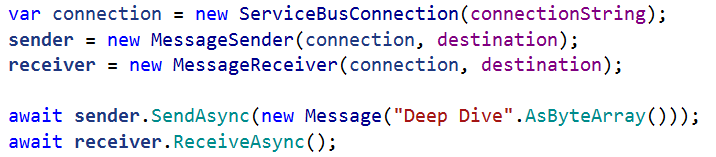 var connection = new ServiceBusConnection(connectionString);
sender = new MessageSender(connection, destination);
receiver = new MessageReceiver(connection, destination);
await sender.SendAsync(new Message("Deep Dive".AsByteArray()));
await receiver.ReceiveAsync();